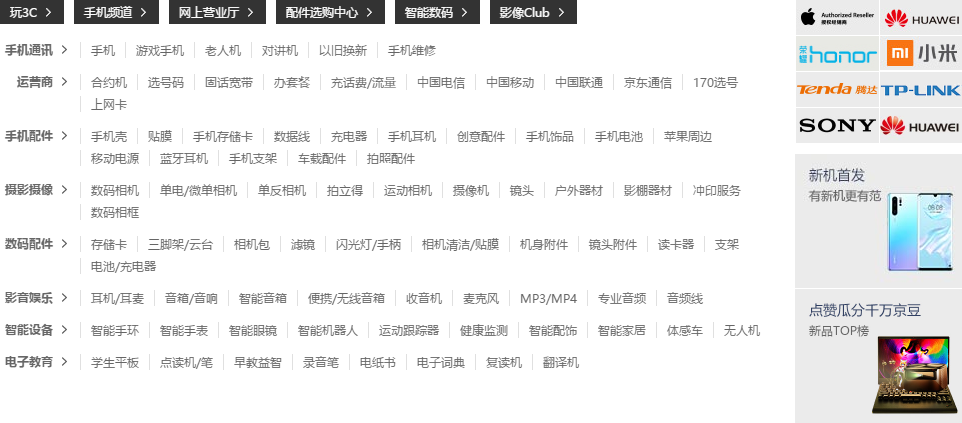 玩3C > 手机频道 > 网上营业厅 > 配件选购中心 > 智能数码 > 影像Club >
手机通讯 > 手机 游戏手机 老人机 对讲机 以旧换新 手机维修
运营商 > 合约机 选号码 固话宽带 办套餐 充话费/流量 中国电信 中国移动 中国联通 京东通信 170选号
上网卡
手机配件 > 手机壳 贴膜 手机存储卡 数据线 充电器 手机耳机 创意配件 手机饰品 手机电池 苹果周边
移动电源 蓝牙耳机 手机支架 车载配件 拍照配件
摄影摄像 > 数码相机 单电/微单相机 单反相机 拍立得 运动相机 摄像机 镜头 户外器材 影棚器材 冲印服务
数码相框
数码配件 > 存储卡 三脚架/云台 相机包 滤镜 闪光灯/手柄 相机清洁/贴膜 机身附件 镜头附件 读卡器 支架
电池/充电器
影音娱乐 > 耳机/耳麦 音箱/音响 智能音箱 便携/无线音箱 收音机 麦克风 MP3/MP4 专业音频 音频线
智能设备 > 智能手环 智能手表 智能眼镜 智能机器人 运动跟踪器 健康监测 智能配饰 智能家居 体感车 无人机
电子教育 > 学生平板 点读机/笔 早教益智 录音笔 电纸书 电子词典 复读机 翻译机
Authorized Reseller
授权经销商
HUAWEI
荣耀 honor
MI 小米
Tenda 腾达
TP-LINK
SONY
HUAWEI
新机首发
有新机更有范
08:08
点赞瓜分千万京豆
新品TOP榜